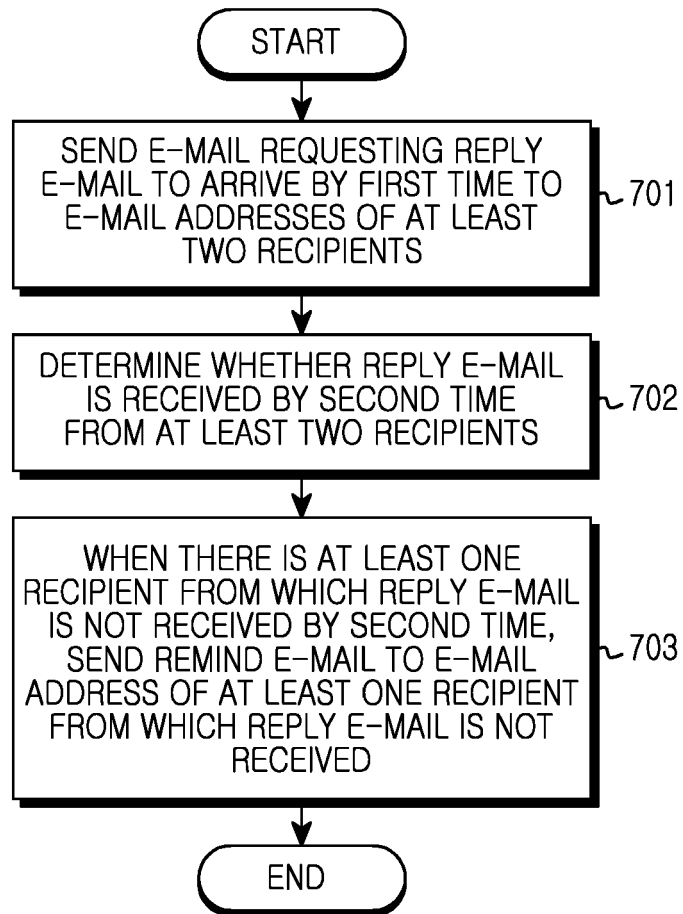 START
SEND E-MAIL REQUESTING REPLY
E-MAIL TO ARRIVE BY FIRST TIME TO
E-MAIL ADDRESSES OF AT LEAST
TWO RECIPIENTS
701
DETERMINE WHETHER REPLY E-MAIL
IS RECEIVED BY SECOND TIME
FROM AT LEAST TWO RECIPIENTS
702
WHEN THERE IS AT LEAST ONE
RECIPIENT FROM WHICH REPLY E-MAIL
IS NOT RECEIVED BY SECOND TIME,
SEND REMIND E-MAIL TO E-MAIL
ADDRESS OF AT LEAST ONE RECIPIENT
FROM WHICH REPLY E-MAIL IS NOT
RECEIVED
703
END